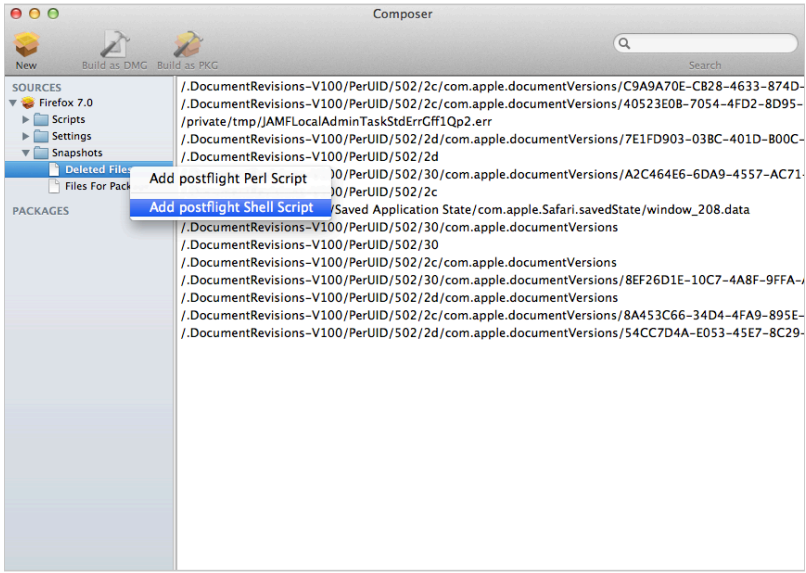 Composer
New
Build as DMG
Build as PKG
Search
SOURCES
Firefox 7.0
Scripts
Settings
Snapshots
Deleted Files
Files For Pack
PACKAGES
Add postflight Perl Script
Add postflight Shell Script
/.DocumentRevisions-V100/PerUID/502/2c/com.apple.documentVersions/C9A9A70E-CB28-4633-874D-
/.DocumentRevisions-V100/PerUID/502/2c/com.apple.documentVersions/40523E0B-7054-4FD2-8D95-
/private/tmp/JAMFLocalAdminTaskStdErrGff1Qp2.err
/.DocumentRevisions-V100/PerUID/502/2d/com.apple.documentVersions/7E1FD903-03BC-401D-B00C-
/.DocumentRevisions-V100/PerUID/502/2d
/502/30/com.apple.documentVersions/A2C464E6-6DA9-4557-AC71-
/502/2c
/Saved Application State/com.apple.Safari.savedState/window_208.data
/.DocumentRevisions-V100/PerUID/502/30/com.apple.documentVersions
/.DocumentRevisions-V100/PerUID/502/30
/.DocumentRevisions-V100/PerUID/502/2c/com.apple.documentVersions
/.DocumentRevisions-V100/PerUID/502/30/com.apple.documentVersions/8EF26D1E-10C7-4A8F-9FFA-
/.DocumentRevisions-V100/PerUID/502/2d/com.apple.documentVersions
/.DocumentRevisions-V100/PerUID/502/2c/com.apple.documentVersions/8A453C66-34D4-4FA9-895E-
/.DocumentRevisions-V100/PerUID/502/2d/com.apple.documentVersions/54CC7D4A-E053-45E7-8C29-